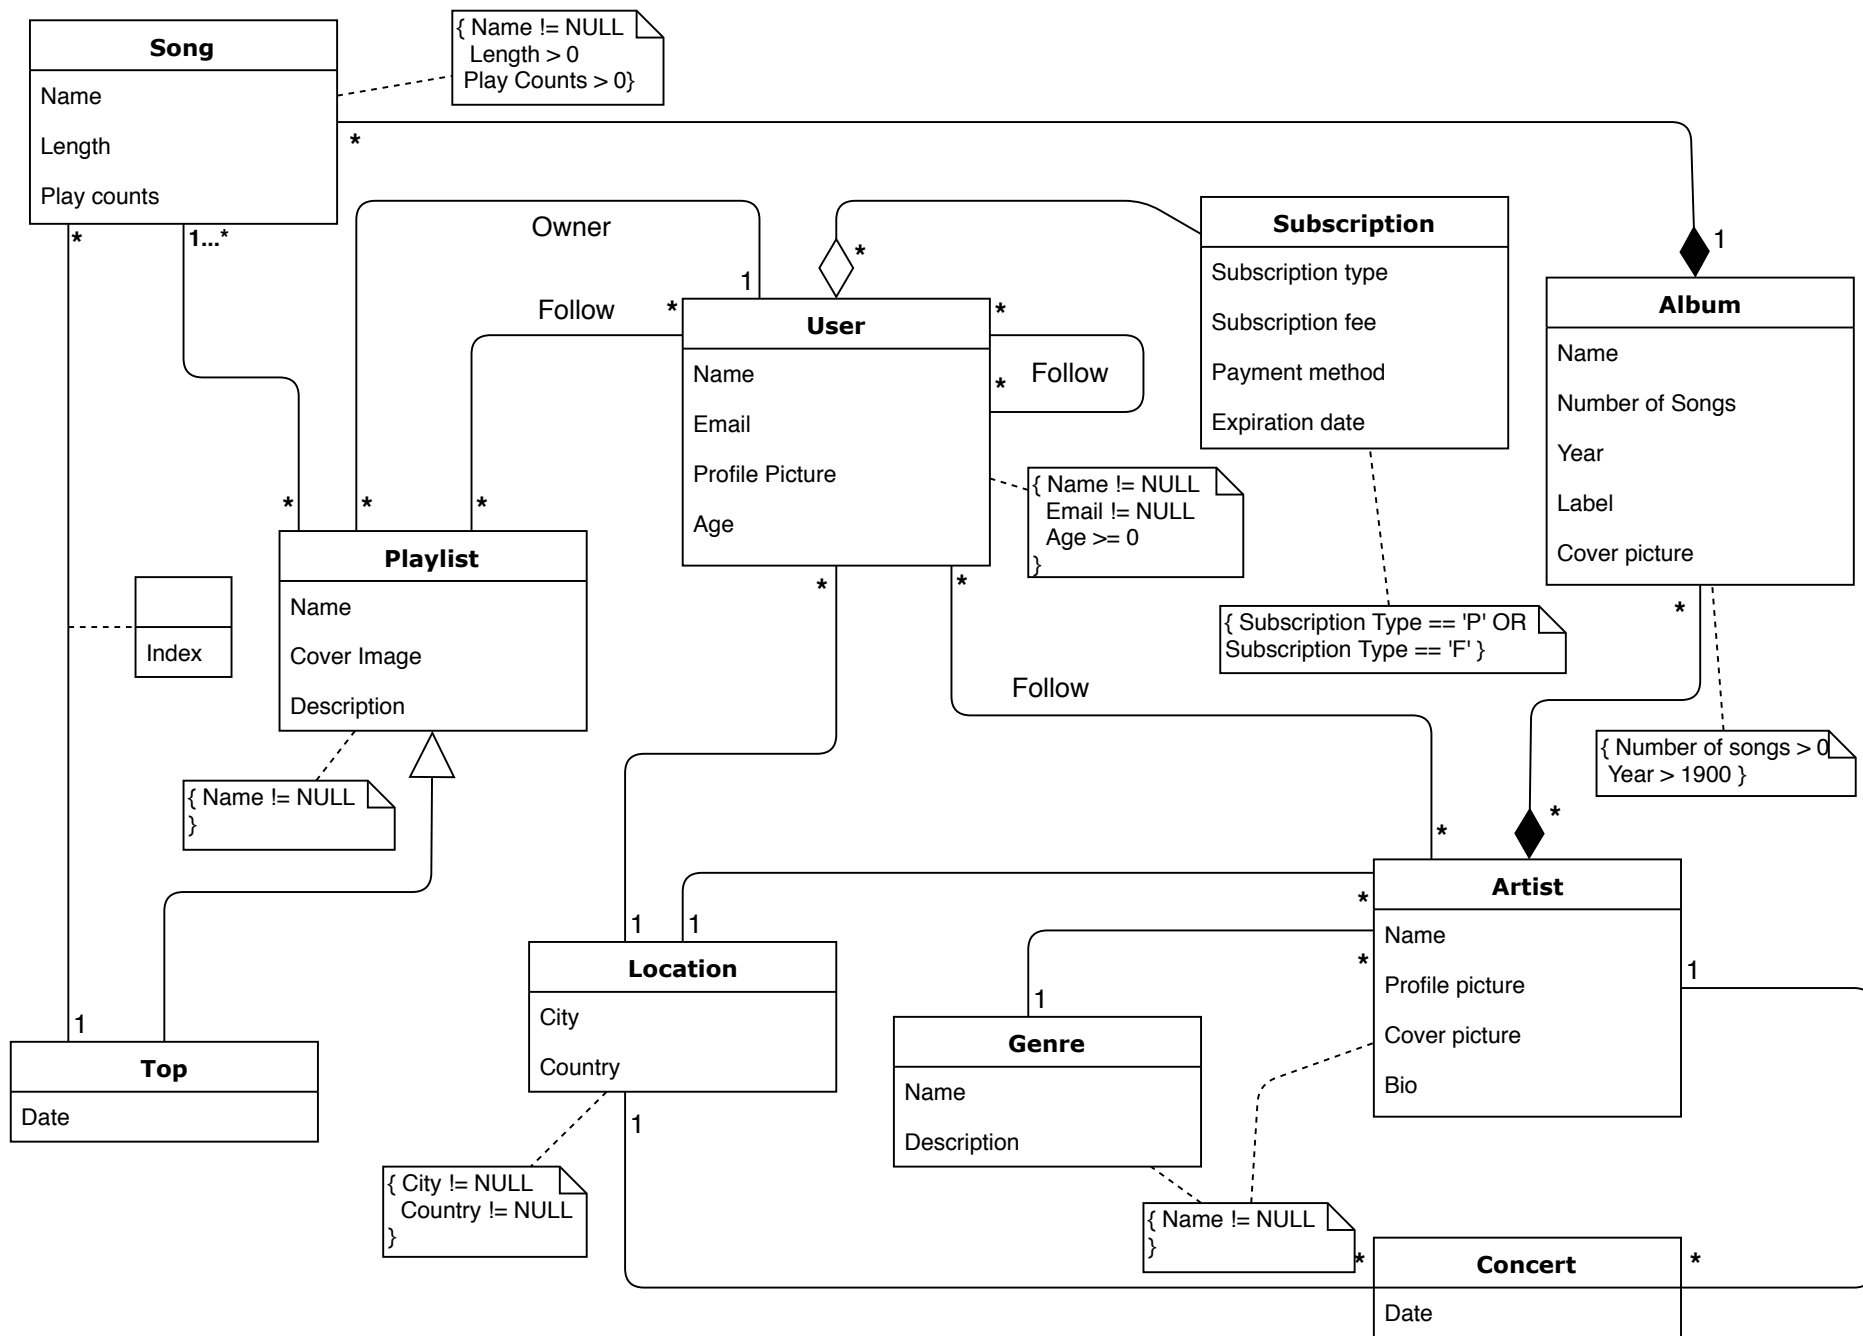 Song
Name
Length
Play counts
{ Name != NULL
Length > 0
Play Counts > 0}
*
*
1...*
Owner
1
Follow
*
*
Subscription
Subscription type
Subscription fee
Payment method
Expiration date
1
Album
Name
Number of Songs
Year
Label
Cover picture
User
Name
Email
Profile Picture
Age
*
*
Follow
{ Name != NULL
Email != NULL
Age >= 0
}
*
*
*
Playlist
Name
Cover Image
Description
Index
*
*
{ Subscription Type == 'P' OR
Subscription Type == 'F' }
*
Follow
{ Number of songs > 0
Year > 1900 }
{ Name != NULL
}
*
*
Artist
Name
Profile picture
Cover picture
Bio
*
*
1
1
1
Location
City
Country
1
1
Genre
Name
Description
1
Top
Date
{ City != NULL
Country != NULL
}
{ Name != NULL
}
*
Concert
Date
*